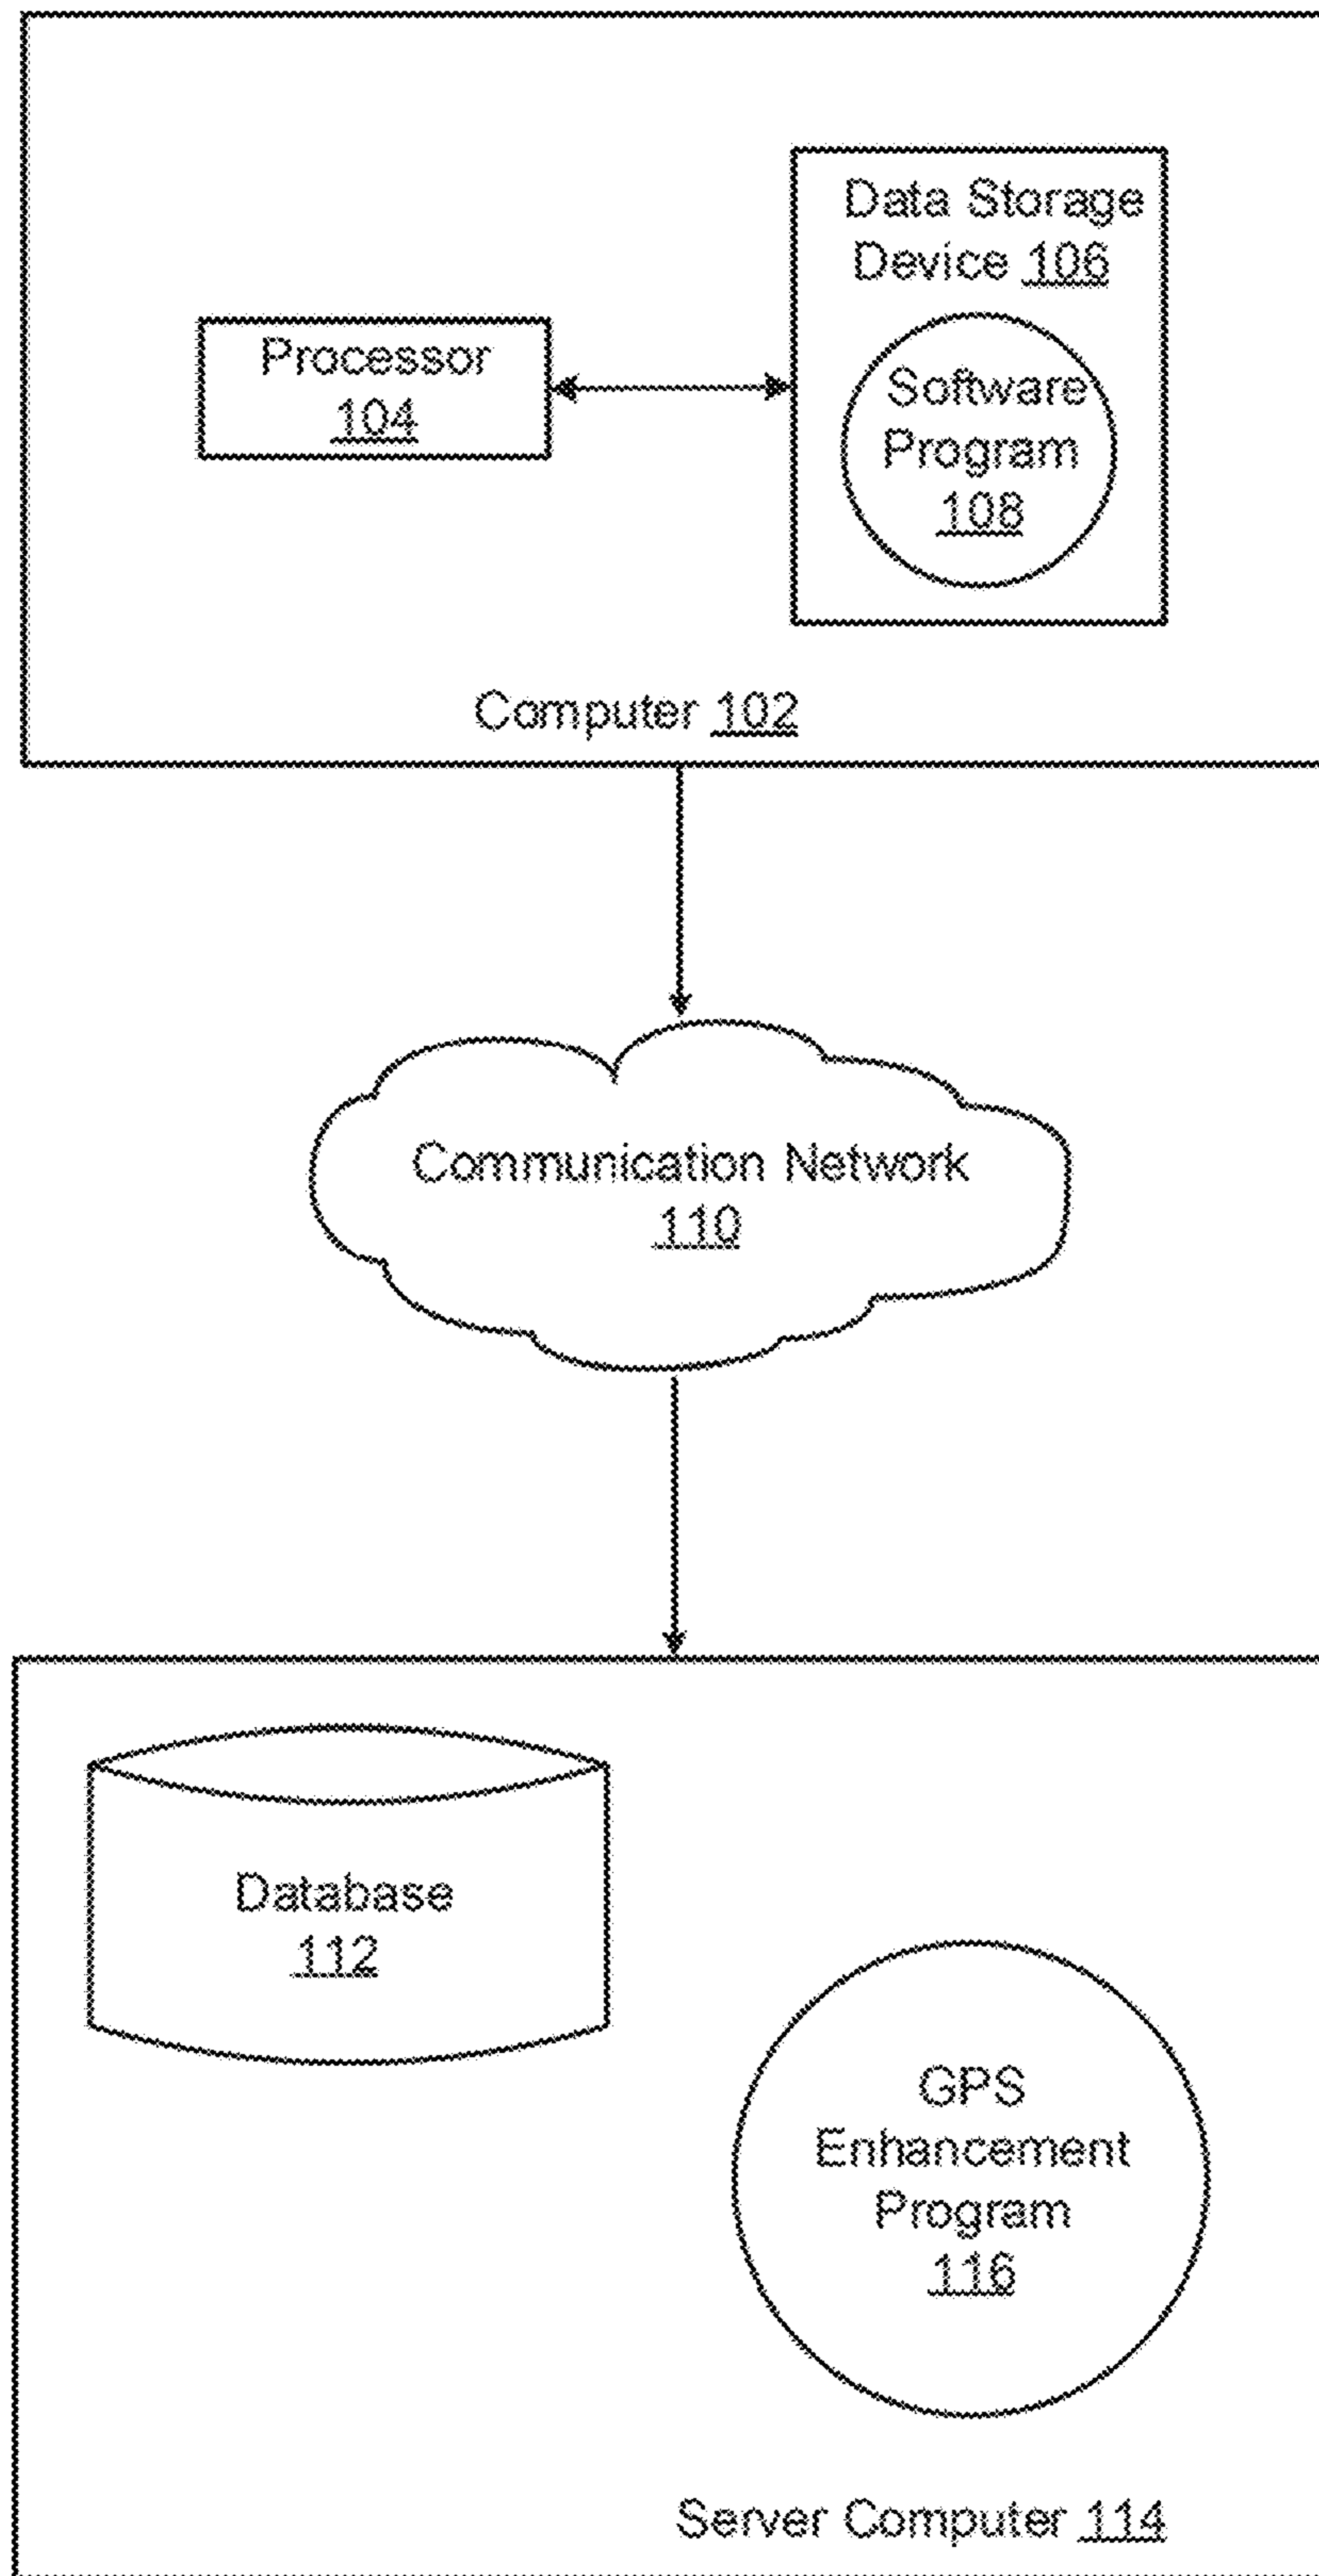 Data Storage
Device 106
Processor
104
Software
Program
108
Computer 102
Communication Network
110
Database
112
GPS
Enhancement
Program
116
Server Computer 114